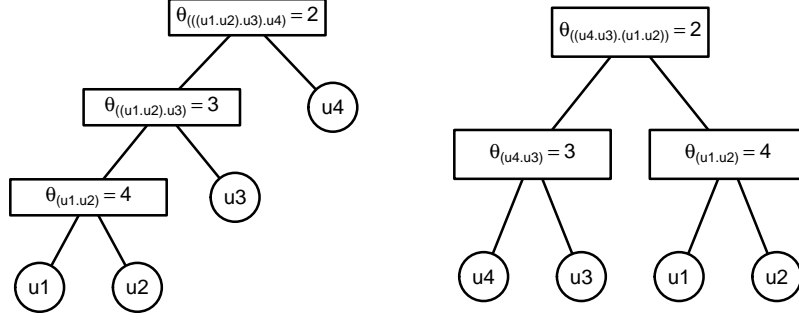 θ(((u1.u2).u3).u4) = 2
θ((u1.u2).u3) = 3
u4
θ(u1.u2) = 4
u3
u1
u2
θ((u4.u3).(u1.u2)) = 2
θ(u4.u3) = 3
θ(u1.u2) = 4
u4
u3
u1
u2